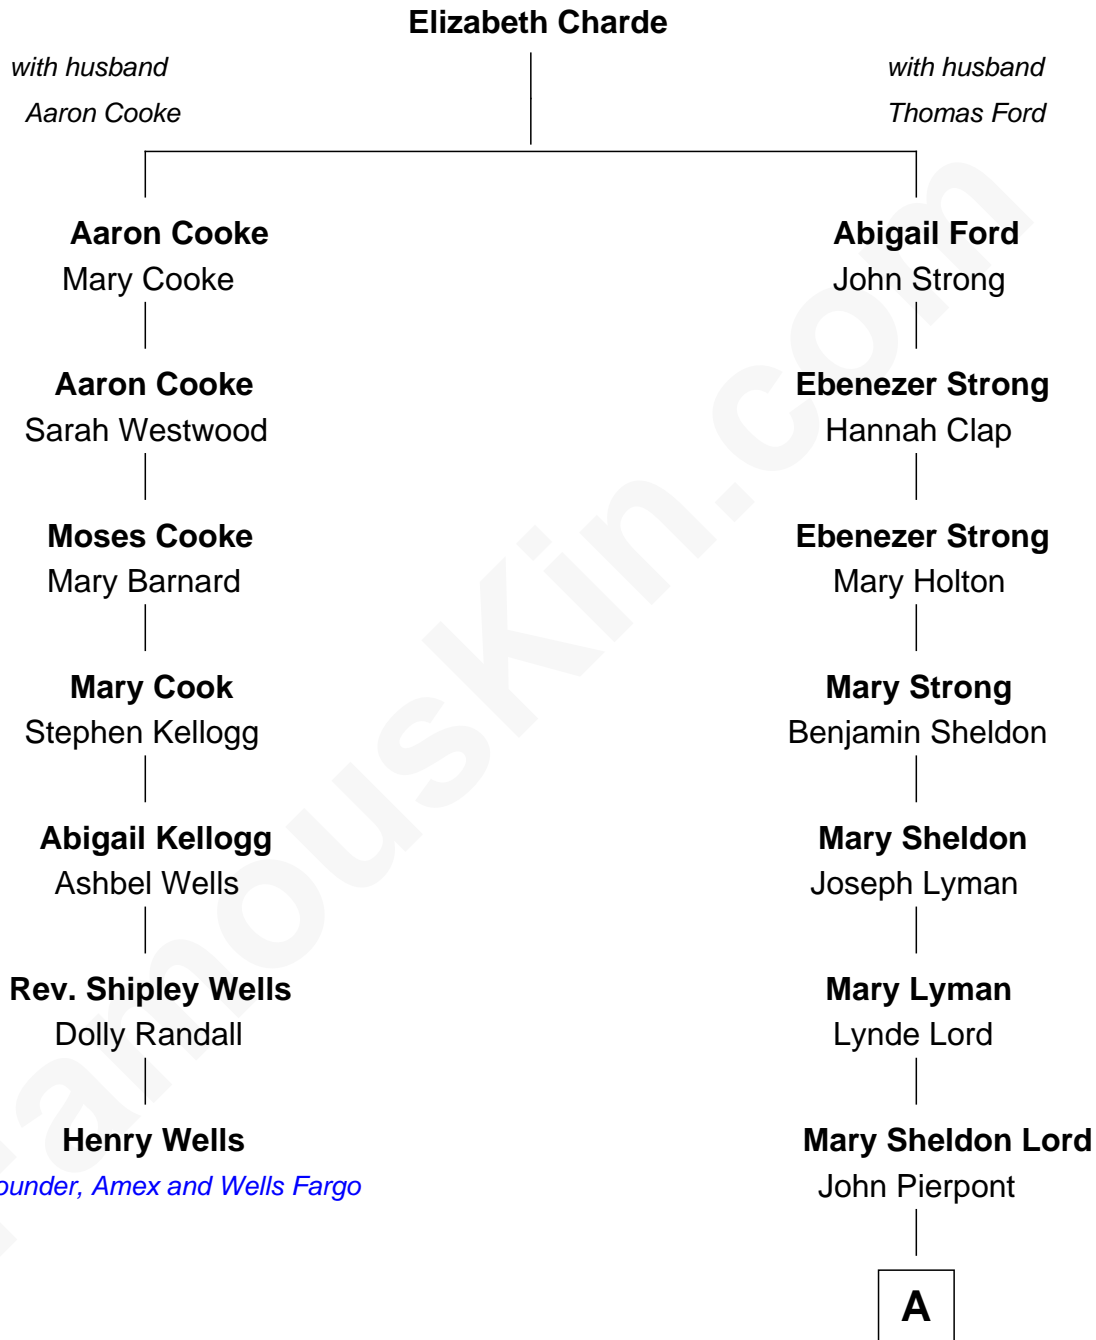 Elizabeth Charde
with husband
Aaron Cooke
with husband
Thomas Ford
Aaron Cooke
Mary Cooke
Abigail Ford
John Strong
Aaron Cooke
Sarah Westwood
Ebenezer Strong
Hannah Clap
Moses Cooke
Mary Barnard
Ebenezer Strong
Mary Holton
Mary Cook
Stephen Kellogg
Mary Strong
Benjamin Sheldon
Abigail Kellogg
Ashbel Wells
Mary Sheldon
Joseph Lyman
Rev. Shipley Wells
Dolly Randall
Mary Lyman
Lynde Lord
Henry Wells
ounder, Amex and Wells Fargo
Mary Sheldon Lord
John Pierpont
A
FamousKin.com